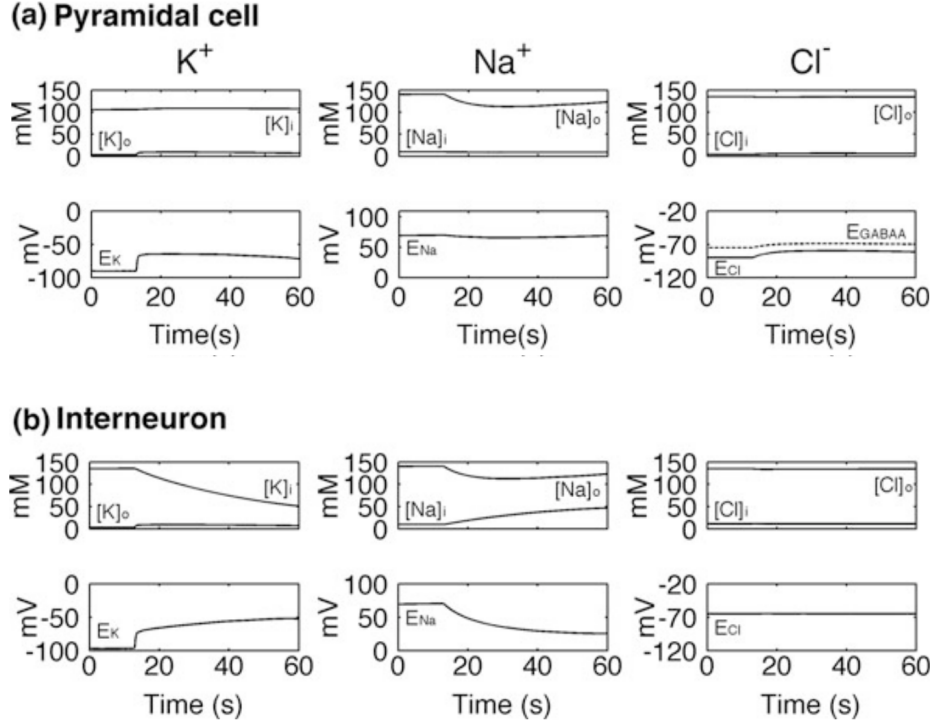 (a) Pyramidal cell
K+ Na+ Cl-
mM 150 100 50 0 [K]o [K]i
mM 150 100 50 0 [Na]i [Na]o
mM 150 100 50 0 [Cl]i [Cl]o
mV 0 -50 -100 EK
mV 100 50 0 ENa
mV -20 -70 -120 EGABAA ECl
0 20 40 60 0 20 40 60 0 20 40 60
Time(s) Time(s) Time(s)
(b) Interneuron
mM 150 100 50 0 [K]o [K]i
mM 150 100 50 0 [Na]i [Na]o
mM 150 100 50 0 [Cl]i [Cl]o
mV 0 -50 -100 EK
mV 100 50 0 ENa
mV -20 -70 -120 ECl
0 20 40 60 0 20 40 60 0 20 40 60
Time (s) Time (s) Time (s)